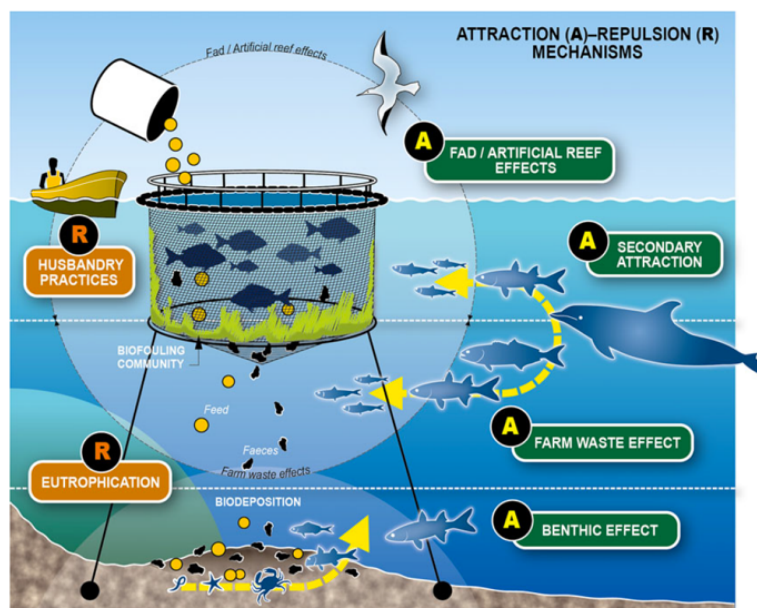 ATTRACTION (A)–REPULSION (R)
MECHANISMS
Fad / Artificial reef effects
A
FAD / ARTIFICIAL REEF
EFFECTS
R
HUSBANDRY
PRACTICES
A
SECONDARY
ATTRACTION
BIOFOULING
COMMUNITY
Feed
Faeces
A
FARM WASTE EFFECT
R
EUTROPHICATION
Farm waste effects
BIODEPOSITION
A
BENTHIC EFFECT